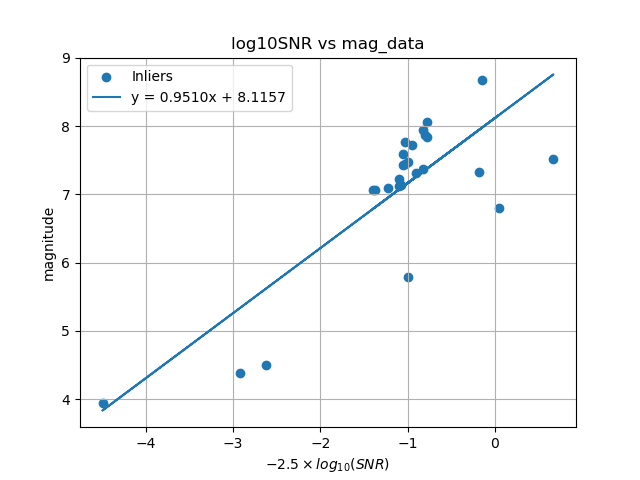 log10SNR vs mag_data
Inliers
y = 0.9510x + 8.1157
9
8
7
6
5
4
magnitude
−4 −3 −2 −1 0
−2.5 × log₁₀(SNR)